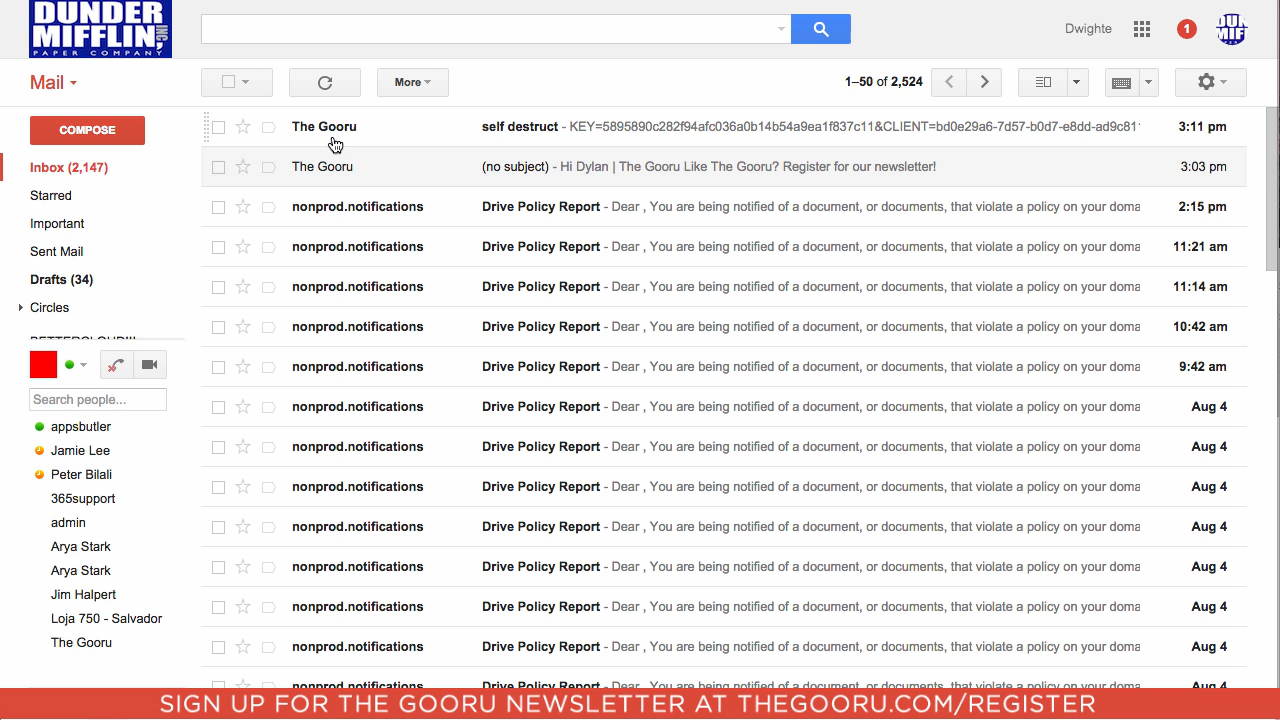 DUNDER
MIFFLIN, INC
PAPER COMPANY
Dwighte
1
DUN
MIFF
Mail
More
1–50 of 2,524
COMPOSE
Inbox (2,147)
Starred
Important
Sent Mail
Drafts (34)
Circles
Search people...
appsbutler
Jamie Lee
Peter Bilali
365support
admin
Arya Stark
Arya Stark
Jim Halpert
Loja 750 - Salvador
The Gooru
The Gooru self destruct - KEY=5895890c282f94afc036a0b14b54a9ea1f837c11&CLIENT=bd0e29a6-7d57-b0d7-e8dd-ad9c81 3:11 pm
The Gooru (no subject) - Hi Dylan | The Gooru Like The Gooru? Register for our newsletter! 3:03 pm
nonprod.notifications Drive Policy Report - Dear , You are being notified of a document, or documents, that violate a policy on your doma 2:15 pm
nonprod.notifications Drive Policy Report - Dear , You are being notified of a document, or documents, that violate a policy on your doma 11:21 am
nonprod.notifications Drive Policy Report - Dear , You are being notified of a document, or documents, that violate a policy on your doma 11:14 am
nonprod.notifications Drive Policy Report - Dear , You are being notified of a document, or documents, that violate a policy on your doma 10:42 am
nonprod.notifications Drive Policy Report - Dear , You are being notified of a document, or documents, that violate a policy on your doma 9:42 am
nonprod.notifications Drive Policy Report - Dear , You are being notified of a document, or documents, that violate a policy on your doma Aug 4
nonprod.notifications Drive Policy Report - Dear , You are being notified of a document, or documents, that violate a policy on your doma Aug 4
nonprod.notifications Drive Policy Report - Dear , You are being notified of a document, or documents, that violate a policy on your doma Aug 4
nonprod.notifications Drive Policy Report - Dear , You are being notified of a document, or documents, that violate a policy on your doma Aug 4
nonprod.notifications Drive Policy Report - Dear , You are being notified of a document, or documents, that violate a policy on your doma Aug 4
nonprod.notifications Drive Policy Report - Dear , You are being notified of a document, or documents, that violate a policy on your doma Aug 4
nonprod.notifications Drive Policy Report - Dear , You are being notified of a document, or documents, that violate a policy on your doma Aug 4
SIGN UP FOR THE GOORU NEWSLETTER AT THEGOORU.COM/REGISTER